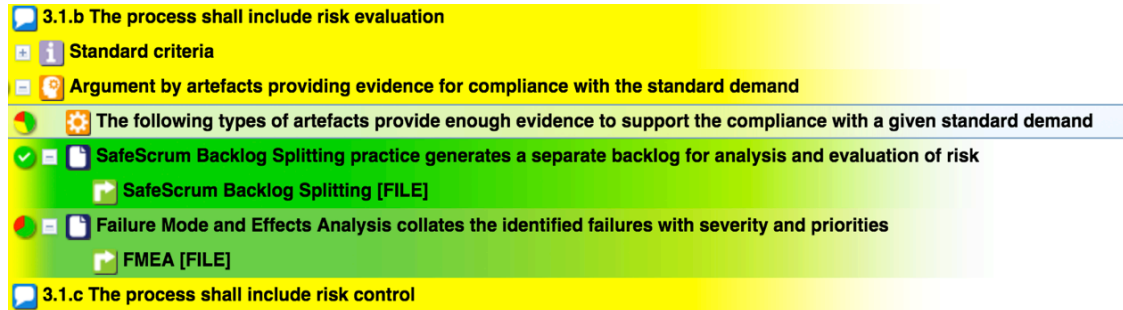 3.1.b The process shall include risk evaluation
Standard criteria
Argument by artefacts providing evidence for compliance with the standard demand
The following types of artefacts provide enough evidence to support the compliance with a given standard demand
SafeScrum Backlog Splitting practice generates a separate backlog for analysis and evaluation of risk
SafeScrum Backlog Splitting [FILE]
Failure Mode and Effects Analysis collates the identified failures with severity and priorities
FMEA [FILE]
3.1.c The process shall include risk control